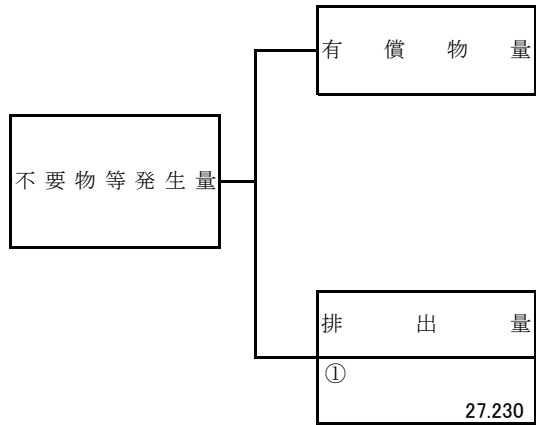 有償物量
不要物等発生量
排出量
①
27.230